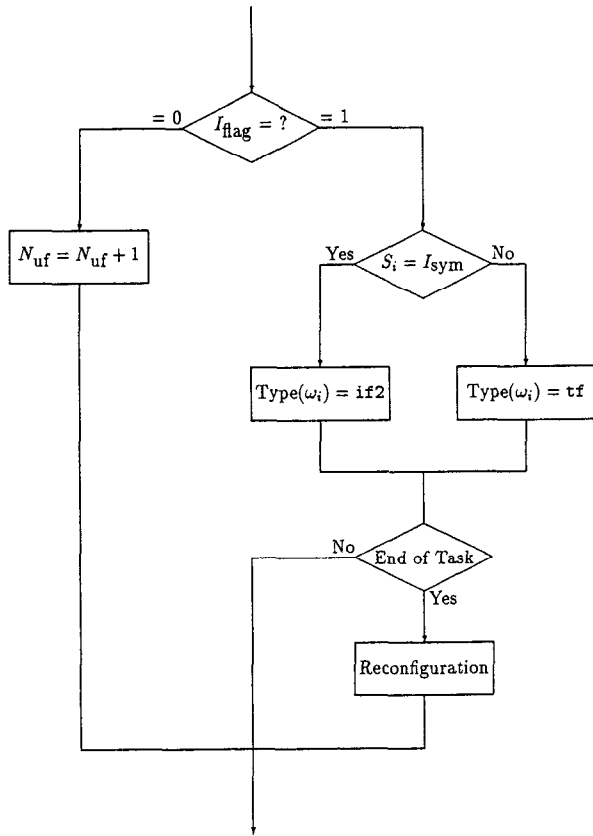 = 0
I_flag = ?
= 1
N_uf = N_uf + 1
Yes
S_i = I_sym
No
Type(ω_i) = if2
Type(ω_i) = tf
No
End of Task
Yes
Reconfiguration